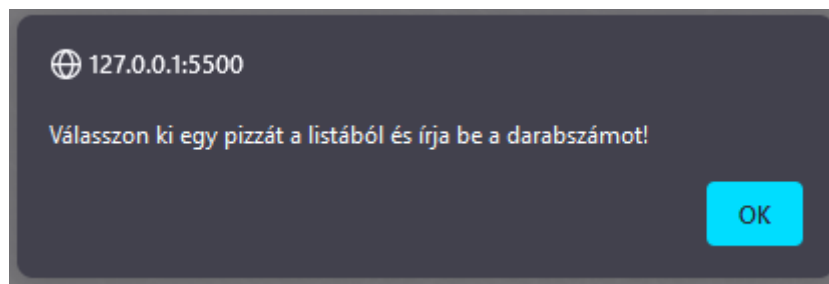 127.0.0.1:5500
Válasszon ki egy pizzát a listából és írja be a darabszámot!
OK